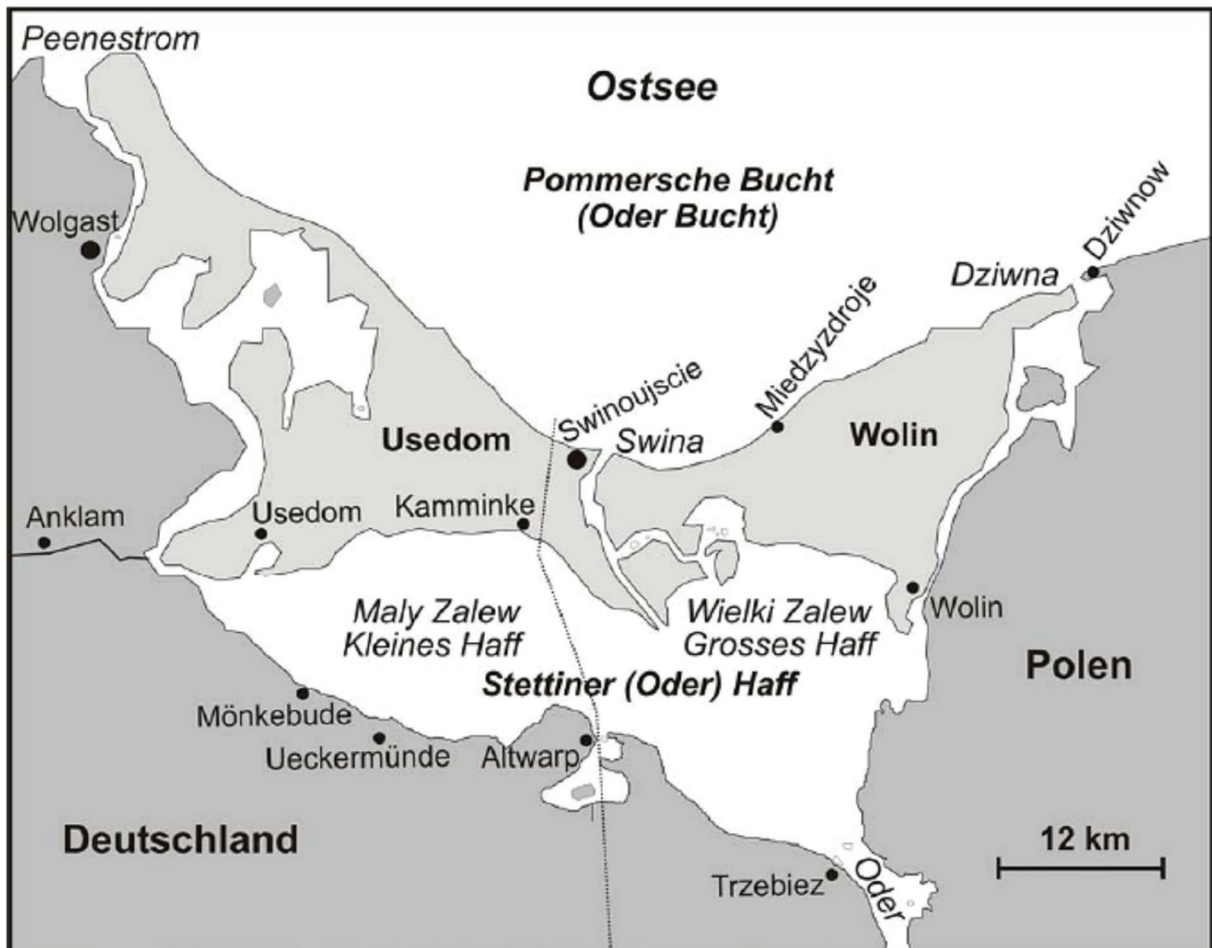 Peenestrom
Ostsee
Pommersche Bucht
(Oder Bucht)
Wolgast
Dziwnow
Dziwna
Miedzyzdroje
Swinoujscie
Swina
Usedom
Wolin
Anklam
Usedom
Kamminke
Maly Zalew
Kleines Haff
Wielki Zalew
Grosses Haff
Wolin
Stettiner (Oder) Haff
Polen
Mönkebude
Ueckermünde
Altwarp
Deutschland
12 km
Trzebiez
Oder